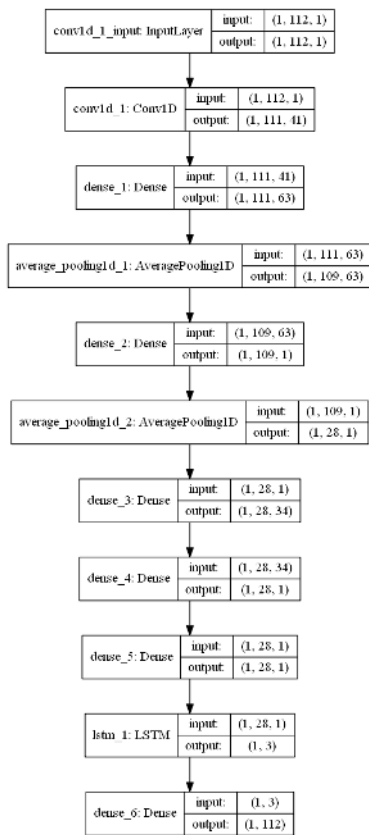 conv1d_1_input: InputLayer input: (1, 112, 1)
output: (1, 112, 1)
conv1d_1: Conv1D input: (1, 112, 1)
output: (1, 111, 41)
dense_1: Dense input: (1, 111, 41)
output: (1, 111, 63)
average_pooling1d_1: AveragePooling1D input: (1, 111, 63)
output: (1, 109, 63)
dense_2: Dense input: (1, 109, 63)
output: (1, 109, 1)
average_pooling1d_2: AveragePooling1D input: (1, 109, 1)
output: (1, 28, 1)
dense_3: Dense input: (1, 28, 1)
output: (1, 28, 34)
dense_4: Dense input: (1, 28, 34)
output: (1, 28, 1)
dense_5: Dense input: (1, 28, 1)
output: (1, 28, 1)
lstm_1: LSTM input: (1, 28, 1)
output: (1, 3)
dense_6: Dense input: (1, 3)
output: (1, 112)